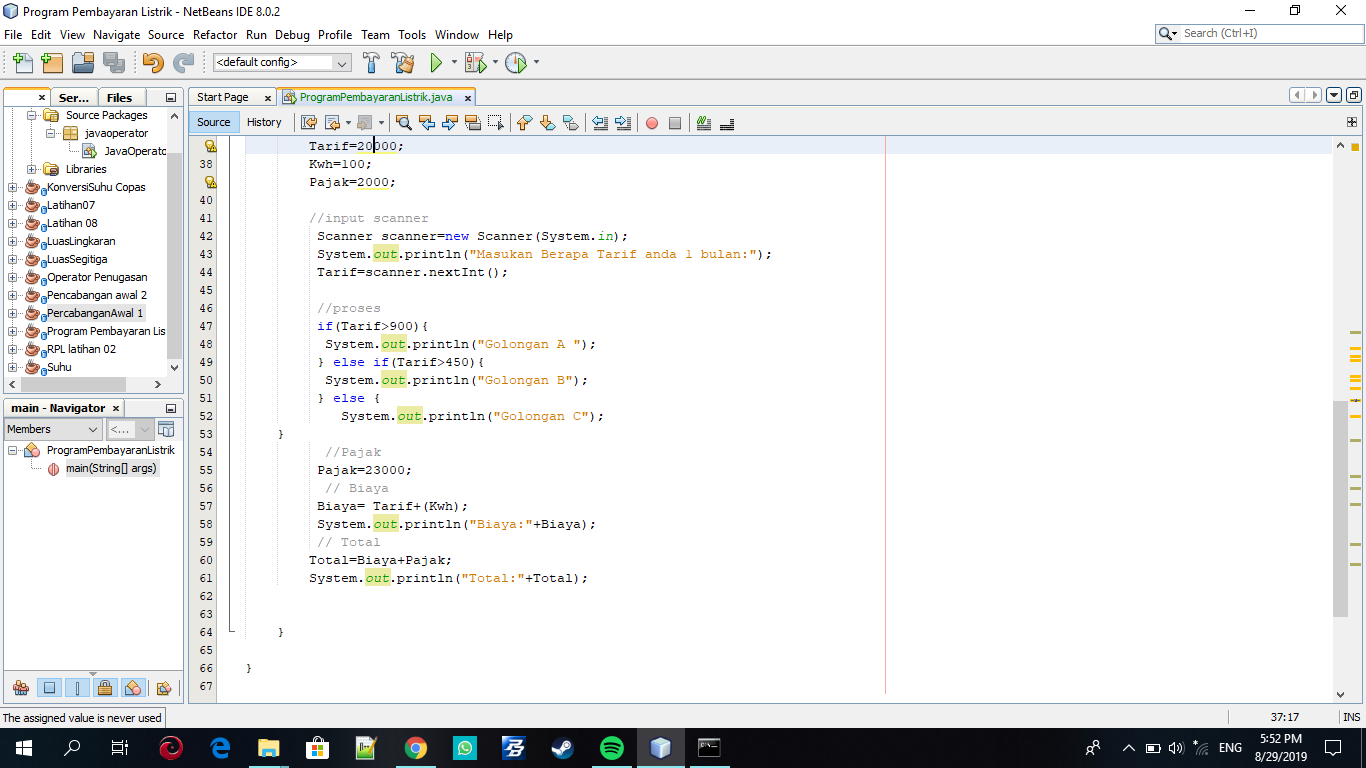 Program Pembayaran Listrik - NetBeans IDE 8.0.2
File Edit View Navigate Source Refactor Run Debug Profile Team Tools Window Help
Search (Ctrl+I)
<default config>
Ser... Files
Source Packages
javaoperator
JavaOperato
Libraries
KonversiSuhu Copas
Latihan07
Latihan 08
LuasLingkaran
LuasSegitiga
Operator Penugasan
Pencabangan awal 2
PercabanganAwal 1
Program Pembayaran Lis
RPL latihan 02
Suhu
main - Navigator
Members
<...
ProgramPembayaranListrik
main(String[] args)
Start Page ProgramPembayaranListrik.java
Source History
Tarif=20000;
38 Kwh=100;
Pajak=2000;
40
41 //input scanner
42 Scanner scanner=new Scanner(System.in);
43 System.out.println("Masukan Berapa Tarif anda 1 bulan:");
44 Tarif=scanner.nextInt();
45
46 //proses
47 if(Tarif>900){
48 System.out.println("Golongan A ");
49 } else if(Tarif>450){
50 System.out.println("Golongan B");
51 } else {
52 System.out.println("Golongan C");
53 }
54 //Pajak
55 Pajak=23000;
56 // Biaya
57 Biaya= Tarif+(Kwh);
58 System.out.println("Biaya:"+Biaya);
59 // Total
60 Total=Biaya+Pajak;
61 System.out.println("Total:"+Total);
62
63
64 }
65
66 }
67
The assigned value is never used
37:17 INS
ENG
5:52 PM
8/29/2019